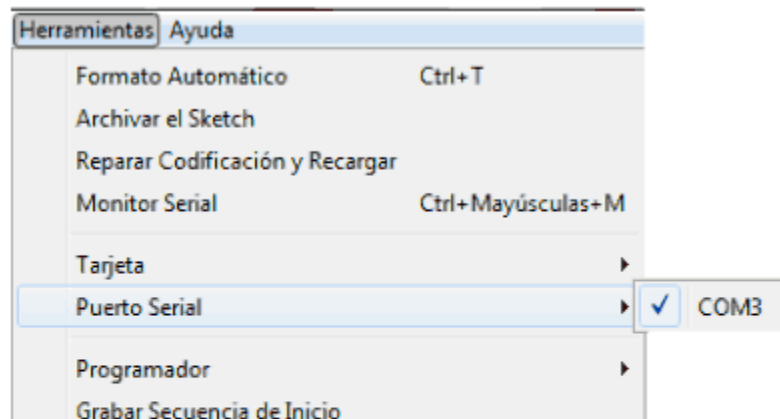 Herramientas Ayuda
Formato Automático Ctrl+T
Archivar el Sketch
Reparar Codificación y Recargar
Monitor Serial Ctrl+Mayúsculas+M
Tarjeta
Puerto Serial COM3
Programador
Grabar Secuencia de Inicio